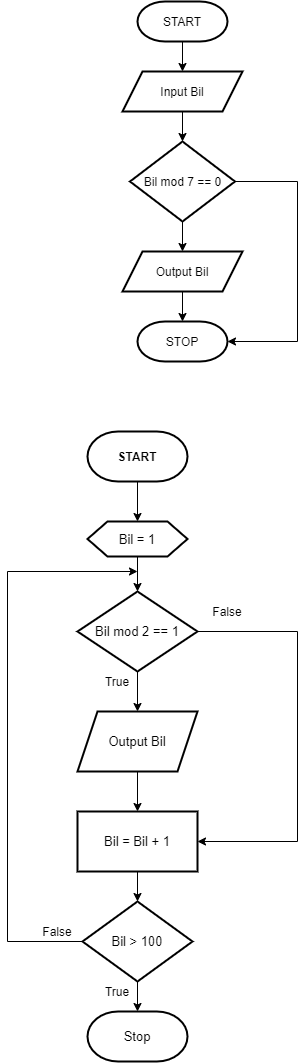 START
Input Bil
Bil mod 7 == 0
Output Bil
STOP
START
Bil = 1
False
Bil mod 2 == 1
True
Output Bil
Bil = Bil + 1
False
Bil > 100
True
Stop